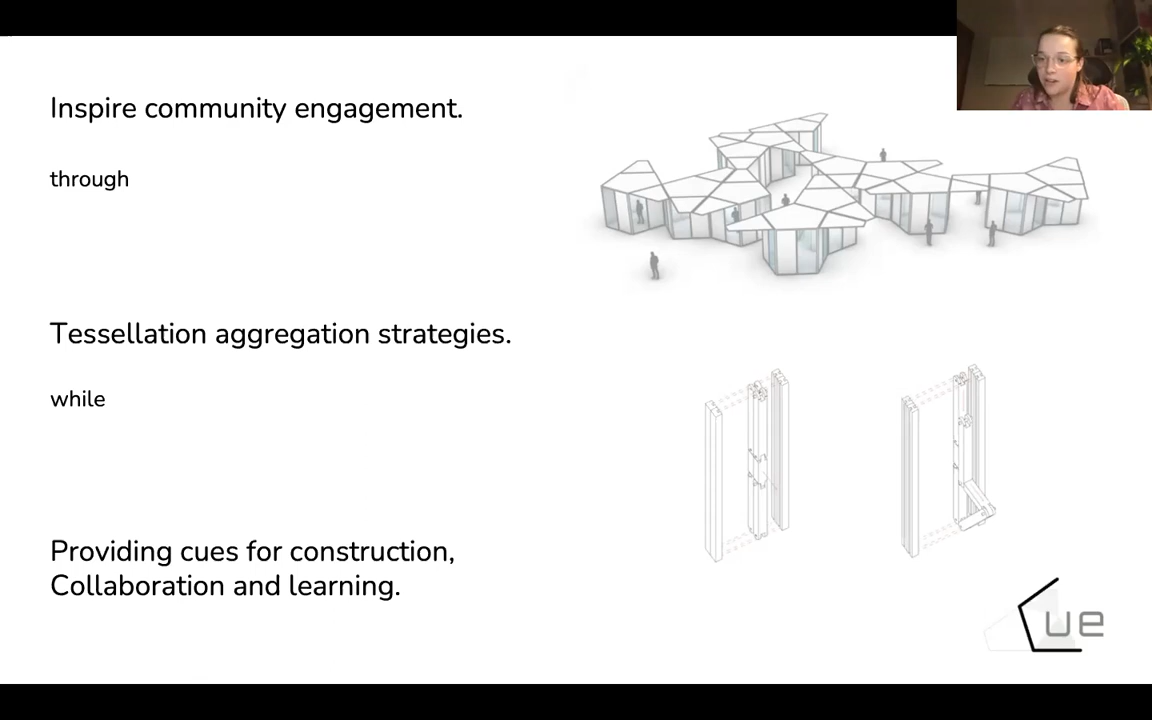 Inspire community engagement.
through
Tessellation aggregation strategies.
while
Providing cues for construction,
Collaboration and learning.
ue